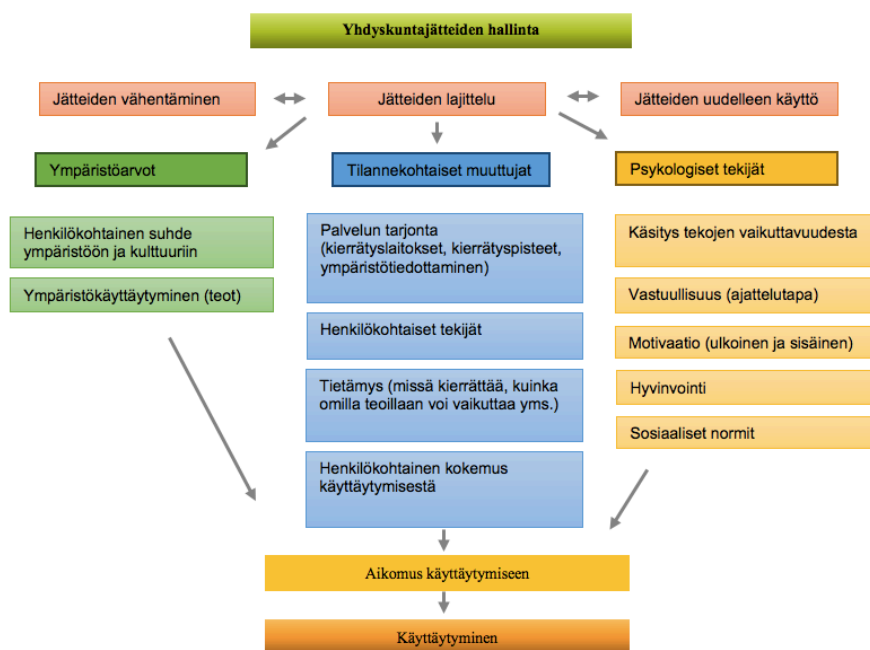 Yhdyskuntajätteiden hallinta
Jätteiden vähentäminen
Jätteiden lajittelu
Jätteiden uudelleen käyttö
Ympäristöarvot
Tilannekohtaiset muuttujat
Psykologiset tekijät
Henkilökohtainen suhde
ympäristöön ja kulttuuriin
Ympäristökäyttäytyminen (teot)
Palvelun tarjonta
(kierrätyslaitokset, kierrätyspisteet,
ympäristötiedottaminen)
Henkilökohtaiset tekijät
Tietämys (missä kierrättää, kuinka
omilla teoillaan voi vaikuttaa yms.)
Henkilökohtainen kokemus
käyttäytymisestä
Käsitys tekojen vaikuttavuudesta
Vastuullisuus (ajattelutapa)
Motivaatio (ulkoinen ja sisäinen)
Hyvinvointi
Sosiaaliset normit
Aikomus käyttäytymiseen
Käyttäytyminen